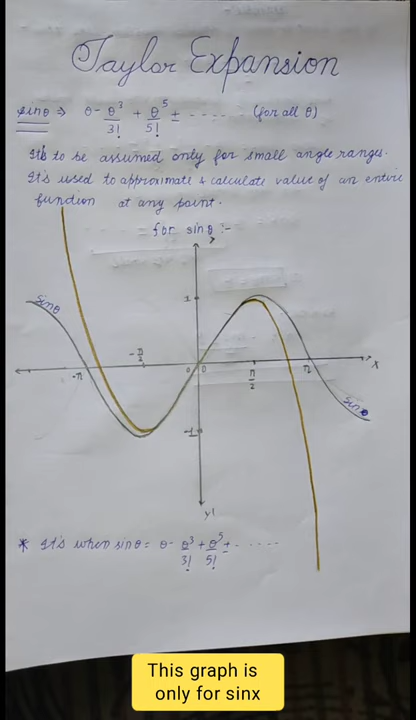 Taylor Expansion
sinθ ⇒ θ - θ³/3! + θ⁵/5! ± ..... (for all θ)
It's to be assumed only for small angle ranges.
It's used to approximate & calculate value of an entire
function at any point.
for sinθ :-
1
sinθ
-π/2
-π
0
0
π/2
π
x
-1
sinθ
y'
* It's when sinθ = θ - θ³/3! + θ⁵/5! ± .....
This graph is
only for sinx